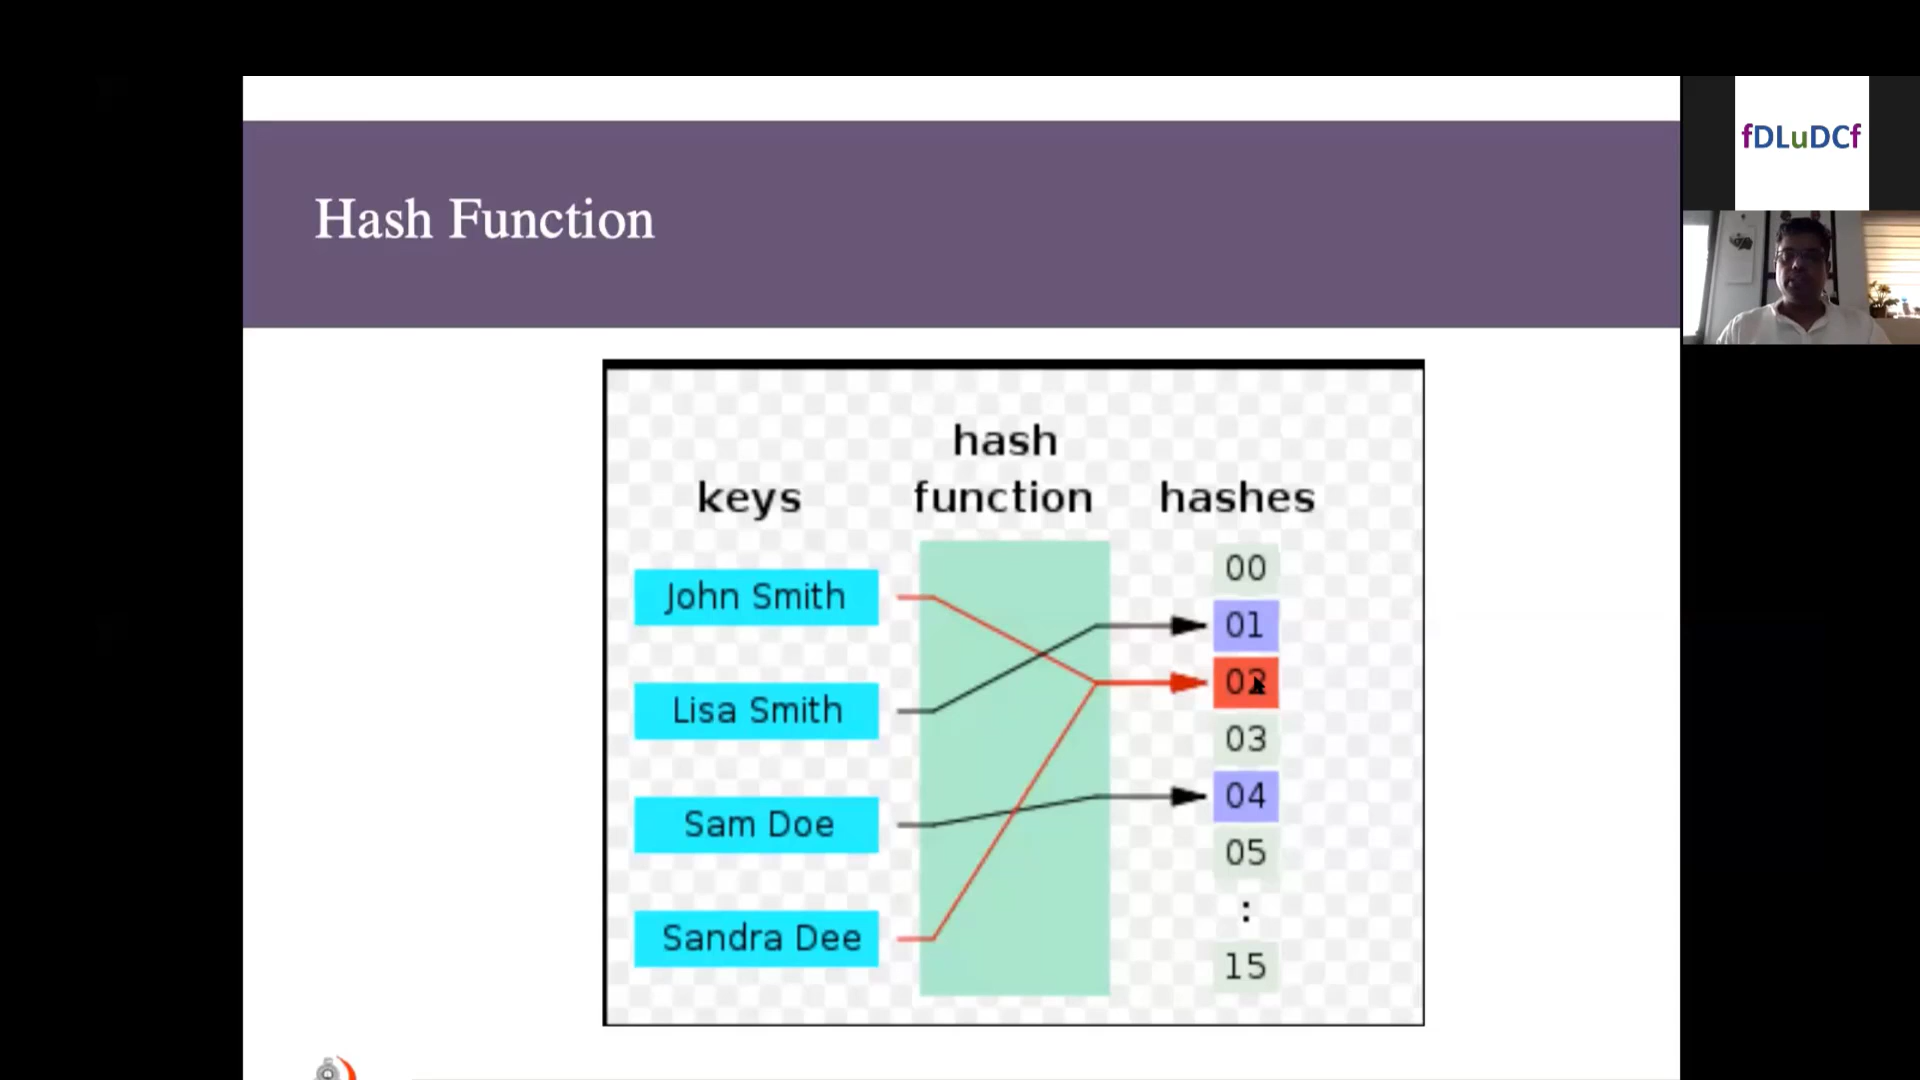 Hash Function
fDLuDCf
hash
keys function hashes
00
John Smith
01
02
Lisa Smith
03
04
Sam Doe
05
:
Sandra Dee
15